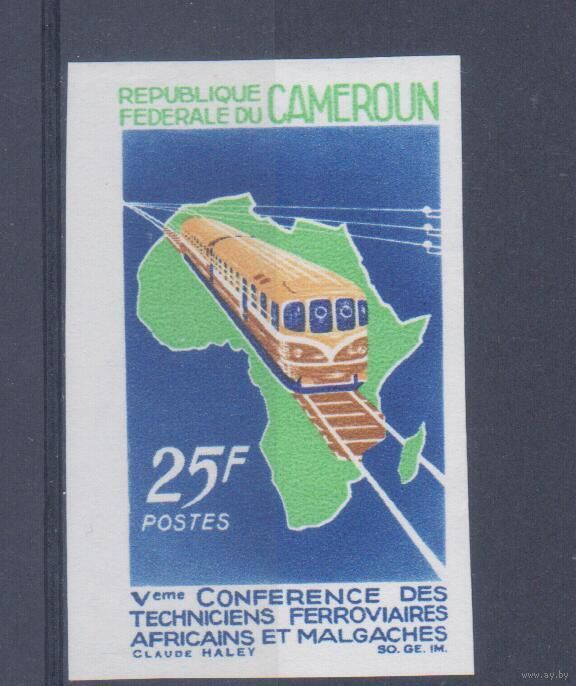 REPUBLIQUE
FEDERALE DU CAMEROUN
25F
POSTES
Veme CONFERENCE DES
TECHNICIENS FERROVIAIRES
AFRICAINS ET MALGACHES
CLAUDE HALEY SO. GE. IM.
www.ay.by